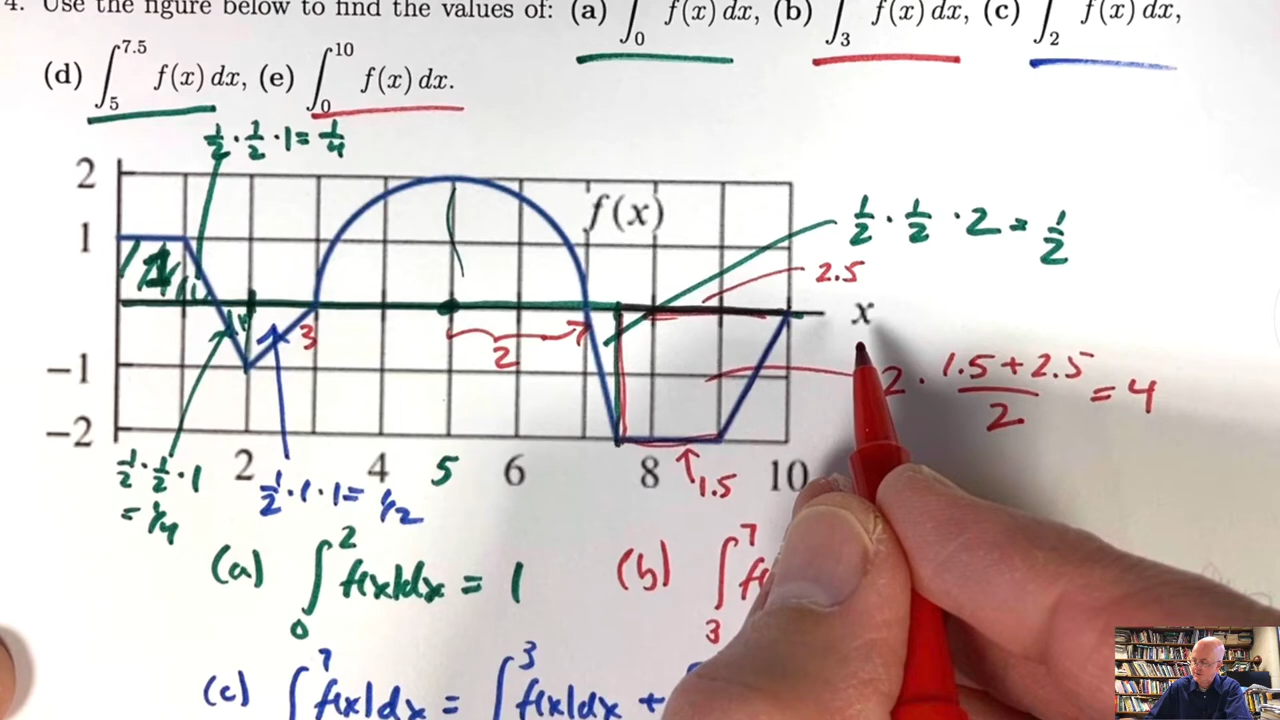 4. Use the figure below to find the values of: (a) ∫₀ f(x) dx, (b) ∫₃ f(x) dx, (c) ∫₂ f(x) dx,
(d) ∫₅^7.5 f(x) dx, (e) ∫₀^10 f(x) dx.
1/2 · 1/2 · 1 = 1/4
2
f(x)
1/2 · 1/2 · 2 = 1/2
1
2.5
x
3
2
-1
2 · (1.5 + 2.5)/2 = 4
-2
2 4 5 6 8 10
1.5
1/2 · 1/2 · 1
= 1/4
1/2 · 1 · 1 = 1/2
(a) ∫₀² f(x)dx = 1 (b) ∫₃⁷ f(
(c) ∫⁷ f(x)dx = ∫³ f(x)dx +